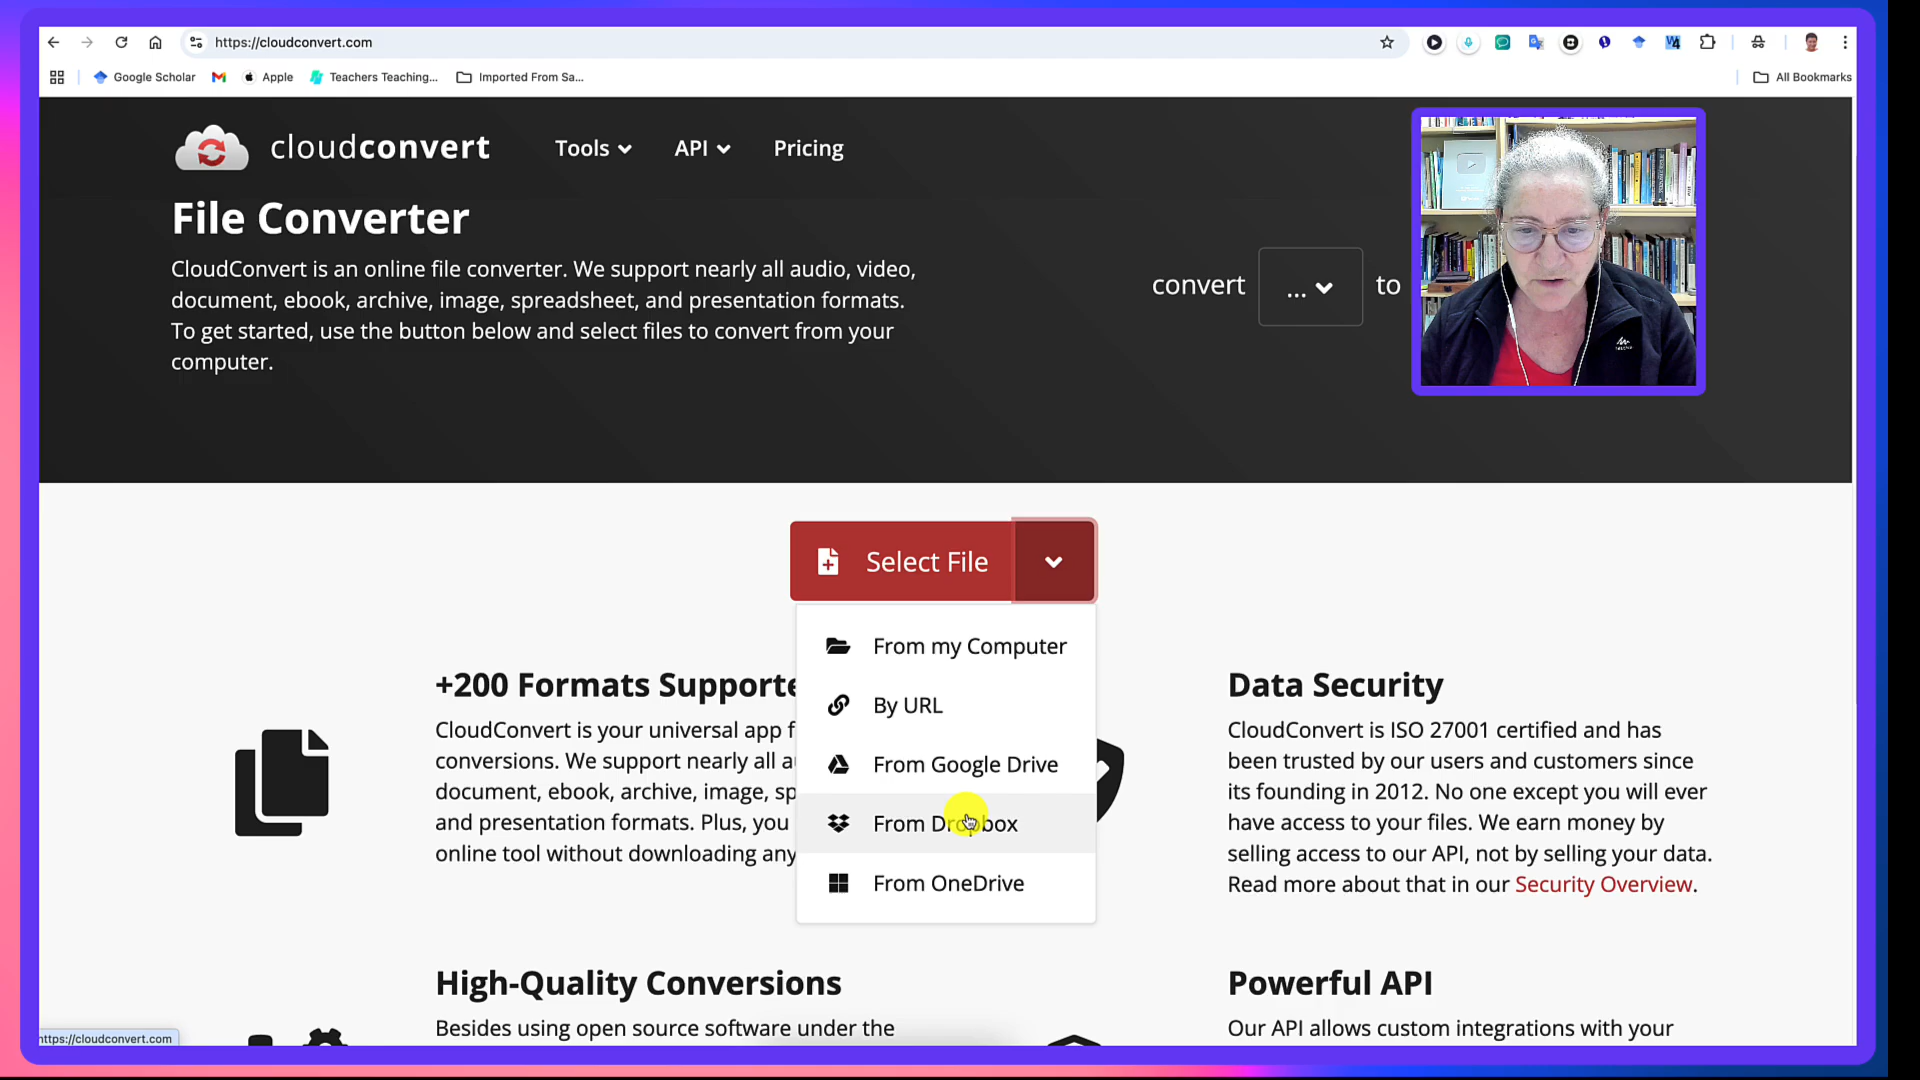 https://cloudconvert.com
Google Scholar
Apple
Teachers Teaching...
Imported From Sa...
All Bookmarks
cloudconvert
Tools
API
Pricing
File Converter
CloudConvert is an online file converter. We support nearly all audio, video,
document, ebook, archive, image, spreadsheet, and presentation formats.
To get started, use the button below and select files to convert from your
computer.
convert
...
to
Select File
From my Computer
By URL
From Google Drive
From Dropbox
From OneDrive
+200 Formats Supporte
CloudConvert is your universal app f
conversions. We support nearly all a
document, ebook, archive, image, sp
and presentation formats. Plus, you
online tool without downloading any
Data Security
CloudConvert is ISO 27001 certified and has
been trusted by our users and customers since
its founding in 2012. No one except you will ever
have access to your files. We earn money by
selling access to our API, not by selling your data.
Read more about that in our Security Overview.
High-Quality Conversions
Besides using open source software under the
Powerful API
Our API allows custom integrations with your
https://cloudconvert.com